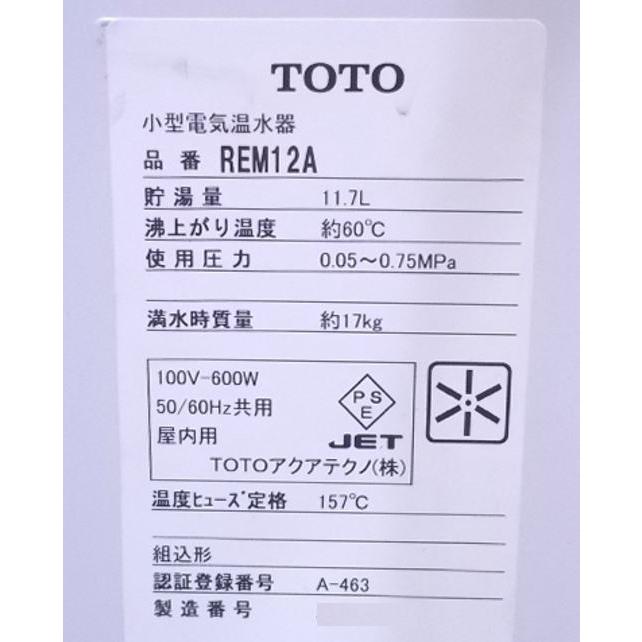 TOTO
小型電気温水器
品番 REM12A
貯湯量 11.7L
沸上がり温度 約60℃
使用圧力 0.05～0.75MPa
満水時質量 約17kg
100V-600W
50/60Hz共用
屋内用
PSE
JET
TOTOアクアテクノ(株)
温度ヒューズ定格 157℃
組込形
認証登録番号 A-463
製造番号